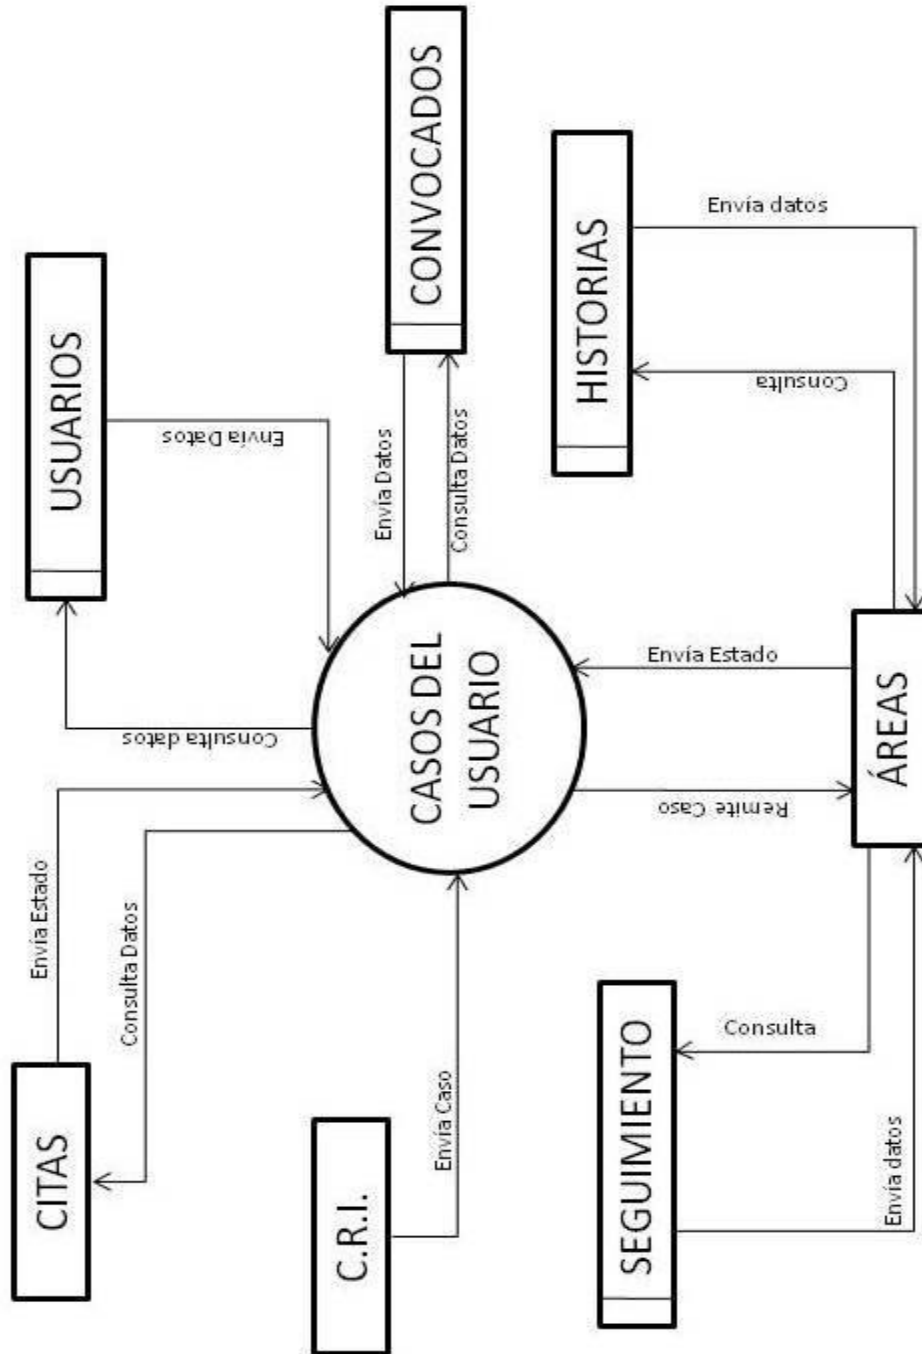 CITAS
Envía Estado
Consulta Datos
USUARIOS
Consulta datos
Envía Datos
C.R.I.
Envía Caso
CASOS DEL
USUARIO
Envía Datos
Consulta Datos
CONVOCADOS
SEGUIMIENTO
Consulta
Envía datos
Remite Caso
Envía Estado
ÁREAS
HISTORIAS
Consulta
Envía datos